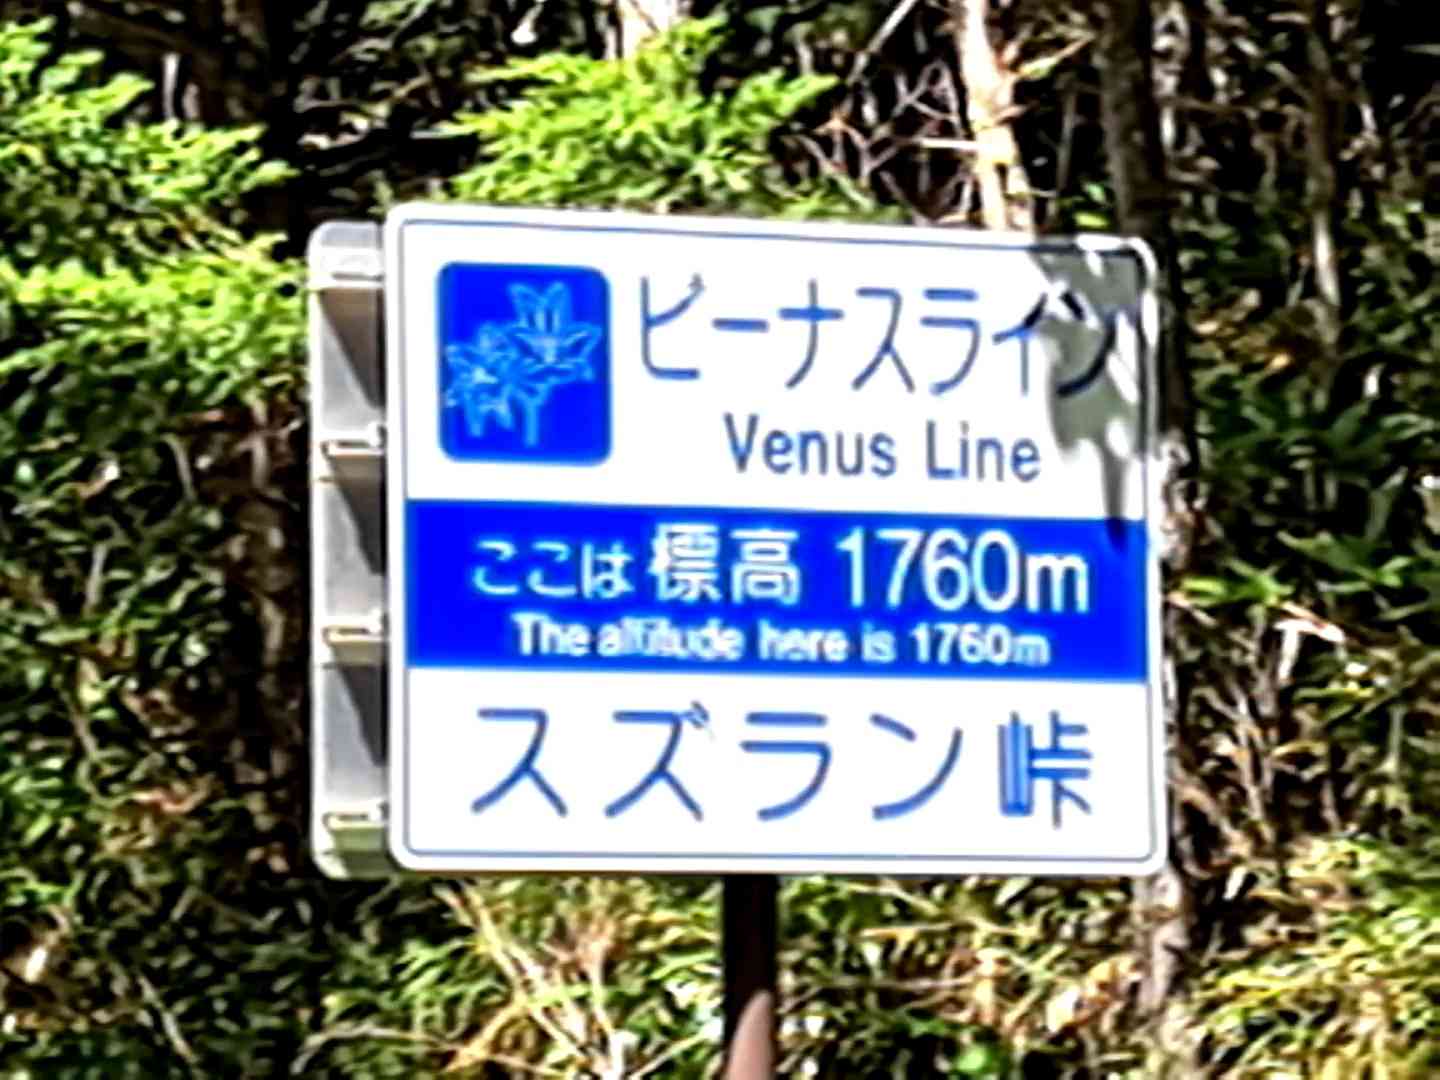 ビーナスライン
Venus Line
ここは標高 1760m
The altitude here is 1760m
スズラン峠